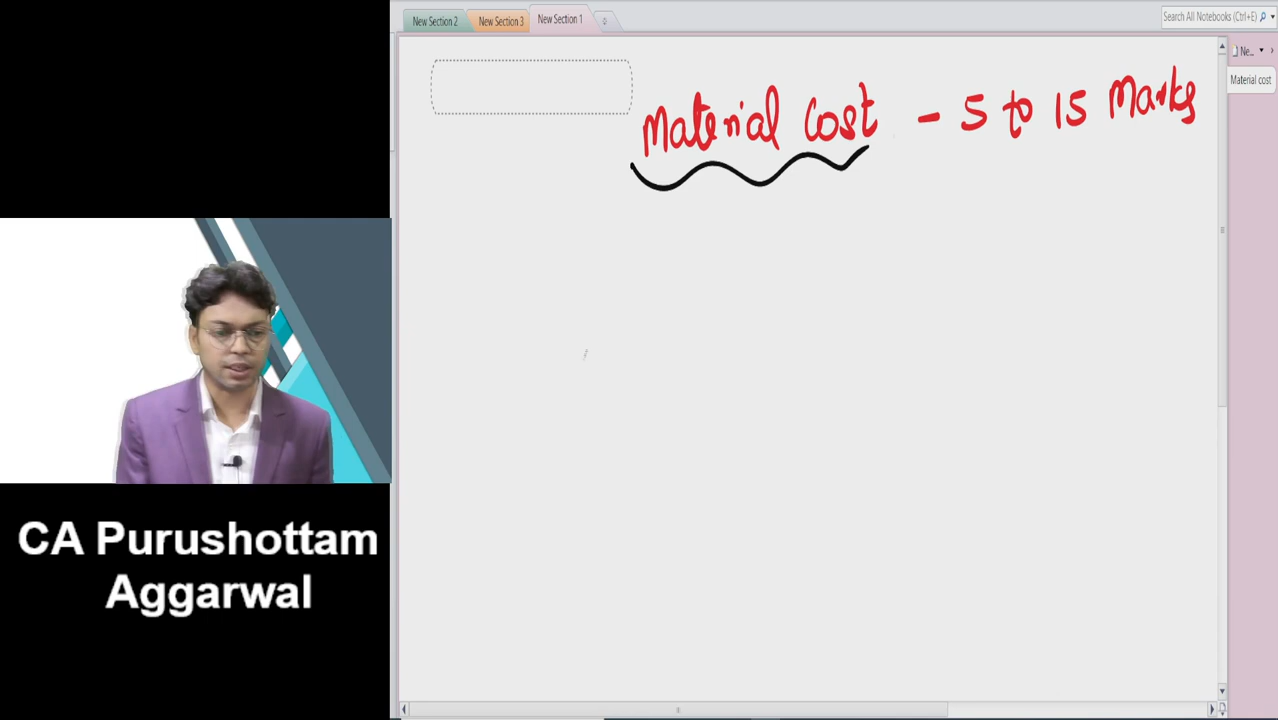 New Section 2 New Section 3 New Section 1
Search All Notebooks (Ctrl+E)
Ne...
Material cost
Material Cost - 5 to 15 Marks
CA Purushottam
Aggarwal